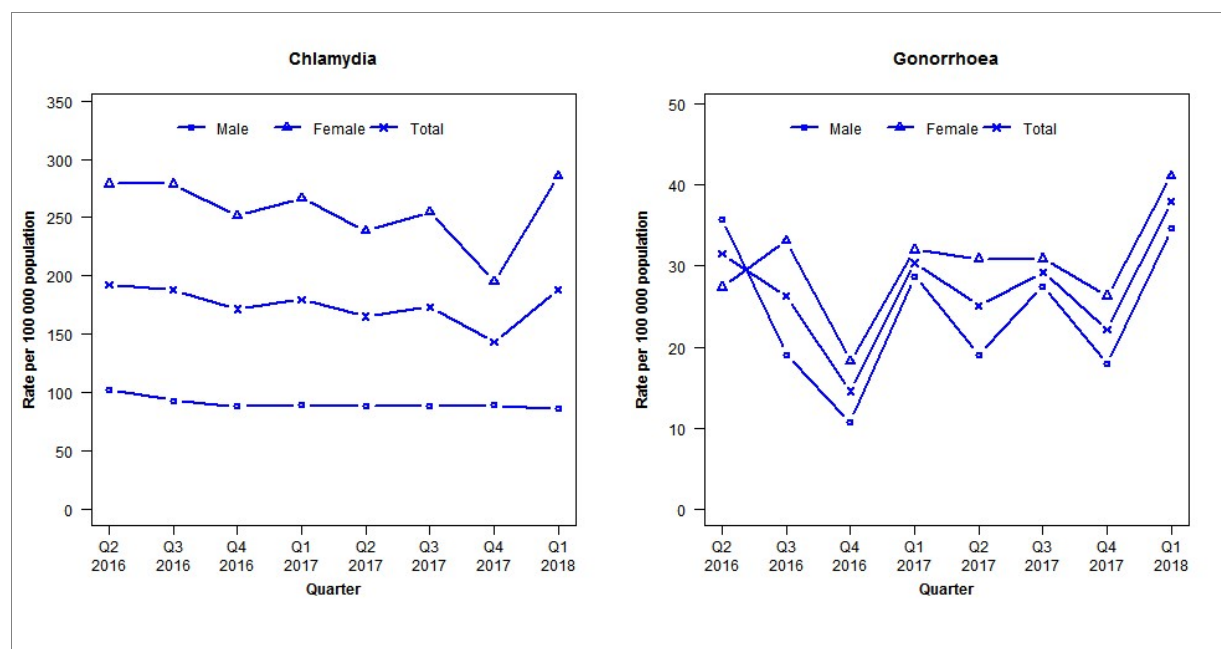 Chlamydia
350
300
250
200
150
100
50
0
Rate per 100 000 population
Male Female Total
Q2 Q3 Q4 Q1 Q2 Q3 Q4 Q1
2016 2016 2016 2017 2017 2017 2017 2018
Quarter
Gonorrhoea
50
40
30
20
10
0
Rate per 100 000 population
Male Female Total
Q2 Q3 Q4 Q1 Q2 Q3 Q4 Q1
2016 2016 2016 2017 2017 2017 2017 2018
Quarter